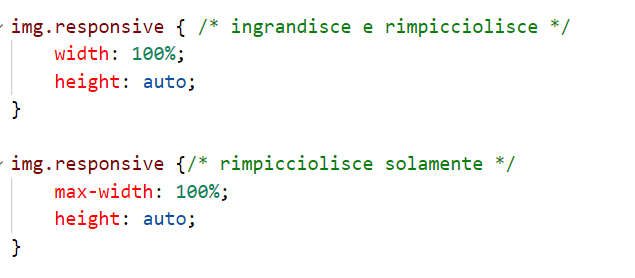 img.responsive { /* ingrandisce e rimpicciolisce */
    width: 100%;
    height: auto;
}

img.responsive {/* rimpicciolisce solamente */
    max-width: 100%;
    height: auto;
}